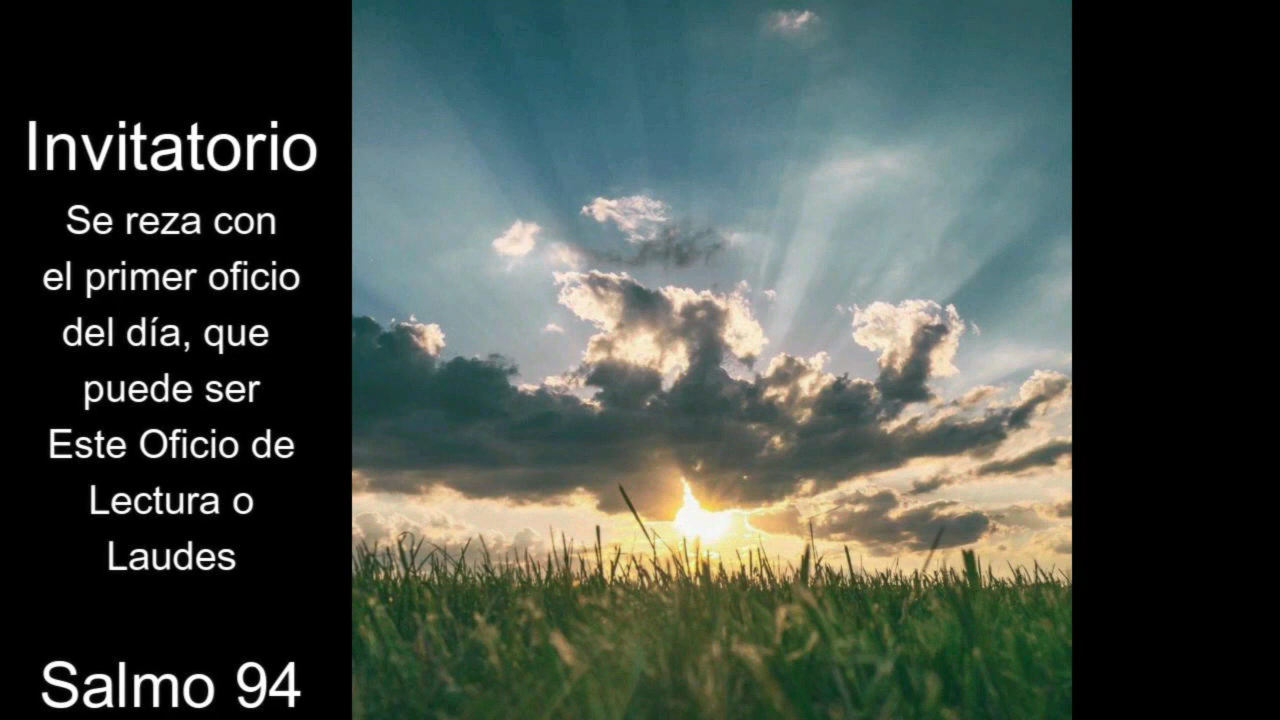 Invitatorio
Se reza con
el primer oficio
del día, que
puede ser
Este Oficio de
Lectura o
Laudes
Salmo 94